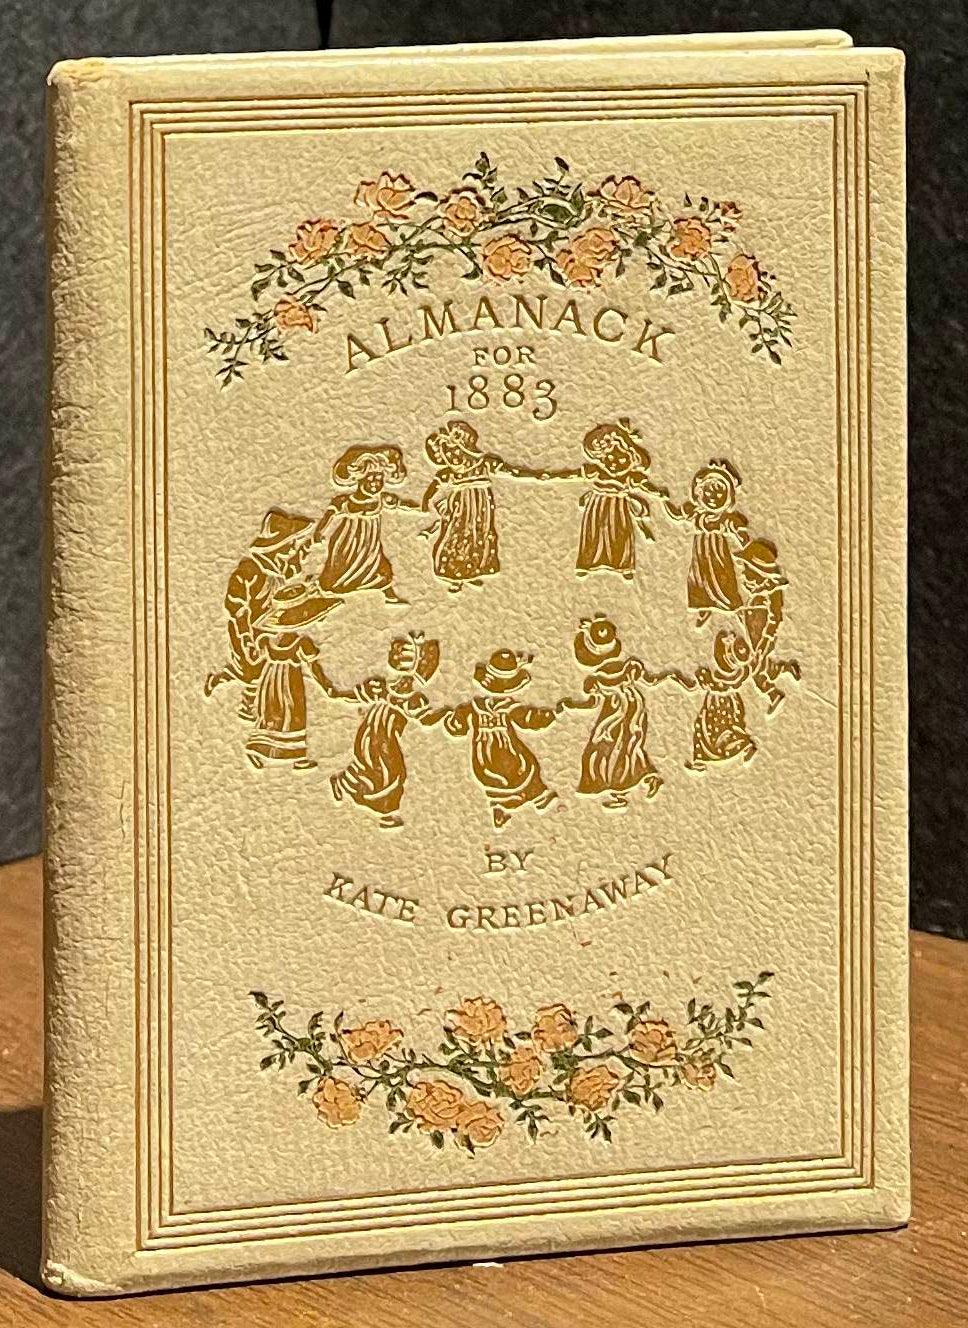 ALMANACK
FOR
1883
BY
KATE GREENAWAY